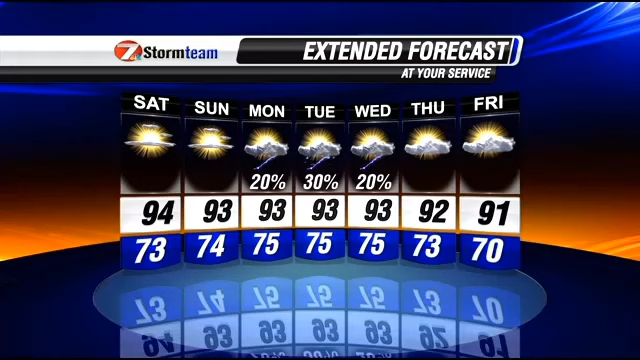 7 Stormteam
EXTENDED FORECAST
AT YOUR SERVICE
SAT SUN MON TUE WED THU FRI
20% 30% 20%
94 93 93 93 93 92 91
73 74 75 75 75 73 70